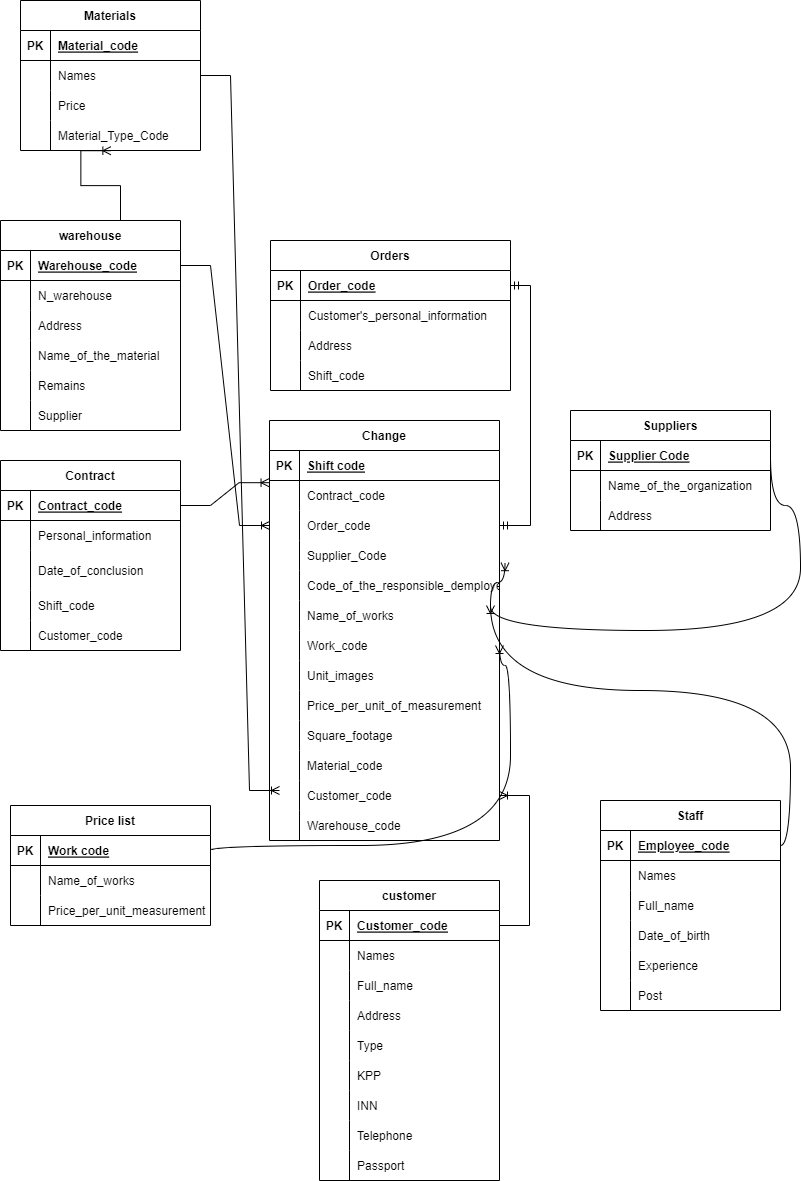 Materials
PK Material_code
Names
Price
Material_Type_Code
warehouse
PK Warehouse_code
N_warehouse
Address
Name_of_the_material
Remains
Supplier
Orders
PK Order_code
Customer's_personal_information
Address
Shift_code
Contract
PK Contract_code
Personal_information
Date_of_conclusion
Shift_code
Customer_code
Change
PK Shift code
Contract_code
Order_code
Supplier_Code
Code_of_the_responsible_demploye
Name_of_works
Work_code
Unit_images
Price_per_unit_of_measurement
Square_footage
Material_code
Customer_code
Warehouse_code
Suppliers
PK Supplier Code
Name_of_the_organization
Address
Price list
PK Work code
Name_of_works
Price_per_unit_measurement
Staff
PK Employee_code
Names
Full_name
Date_of_birth
Experience
Post
customer
PK Customer_code
Names
Full_name
Address
Type
KPP
INN
Telephone
Passport